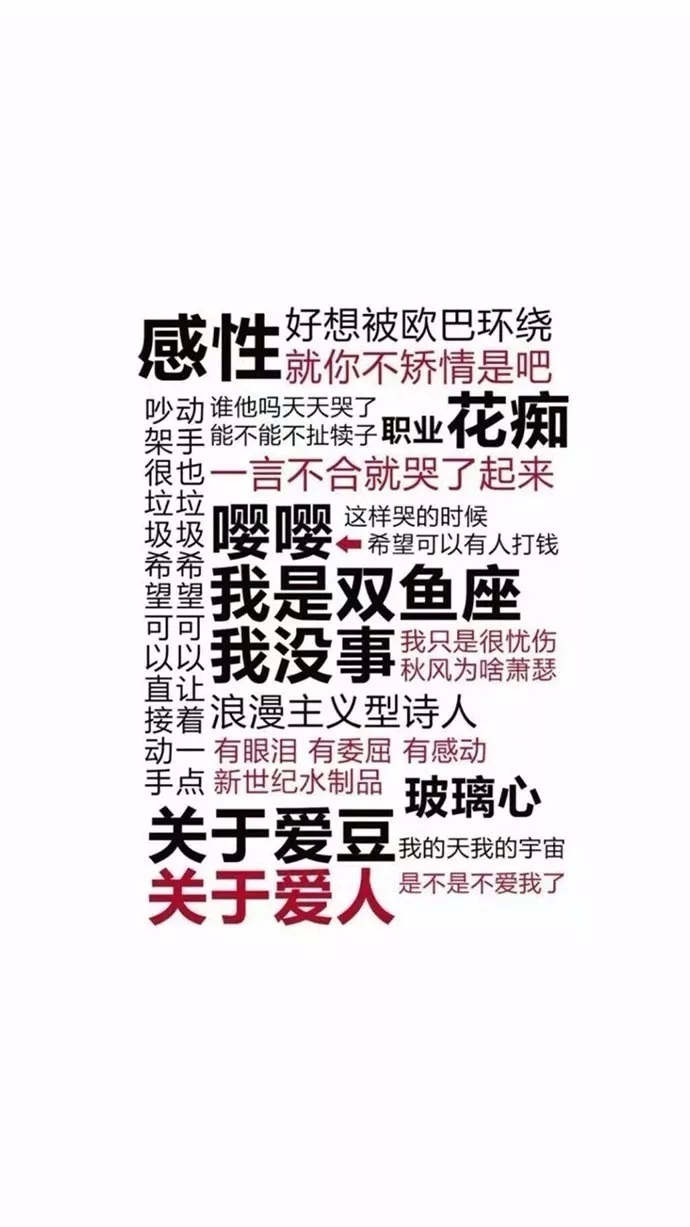 感性
好想被欧巴环绕
就你不矫情是吧
谁他吗天天哭了
能不能不扯犊子
职业
花痴
一言不合就哭了起来
吵架很垃圾希望可以直接动手
动手也垃圾希望可以让着一点
嘤嘤
这样哭的时候
希望可以有人打钱
我是双鱼座
我没事
我只是很忧伤
秋风为啥萧瑟
浪漫主义型诗人
有眼泪 有委屈 有感动
新世纪水制品
玻璃心
关于爱豆
我的天我的宇宙
关于爱人
是不是不爱我了